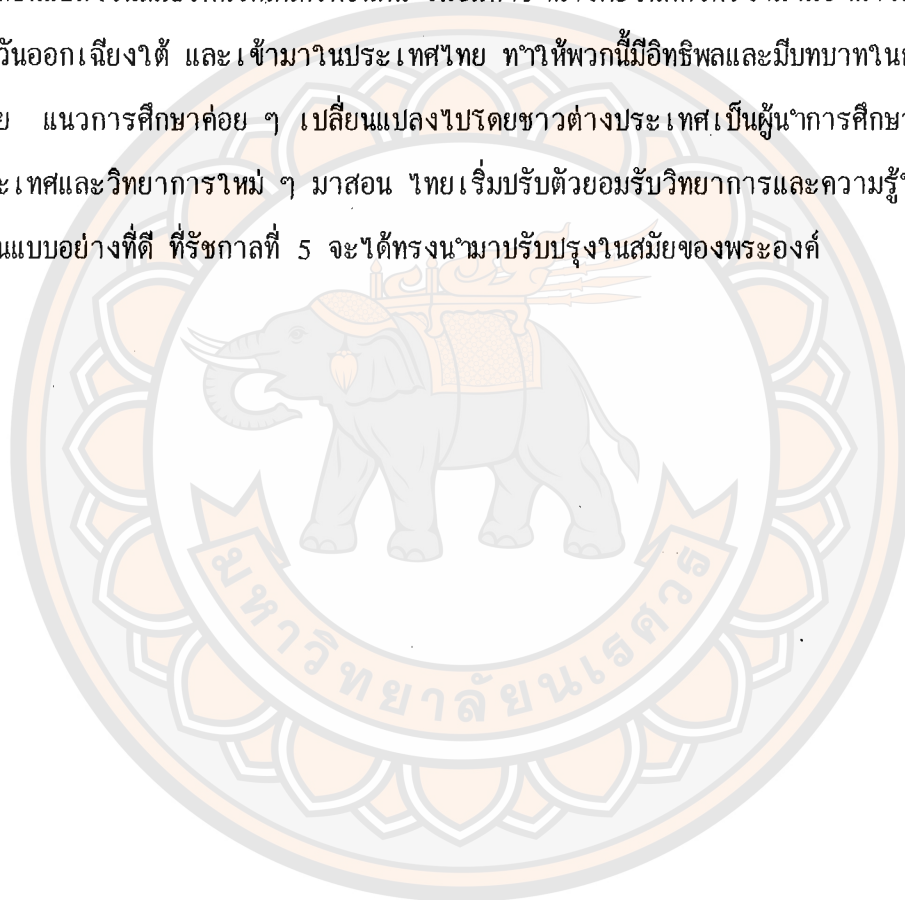 วันออกเฉียงใต้ และเข้ามาในประเทศไทย ทำให้พวกนี้มีอิทธิพลและมีบทบาทใน
ย แนวการศึกษาค่อย ๆ เปลี่ยนแปลงไปโดยชาวต่างประเทศเป็นผู้นำการศึกษา
ะเทศและวิทยาการใหม่ ๆ มาสอน ไทยเริ่มปรับตัวยอมรับวิทยาการและความรู้
นแบบอย่างที่ดี ที่รัชกาลที่ 5 จะได้ทรงนำมาปรับปรุงในสมัยของพระองค์
มหาวิทยาลัยนเรศวร